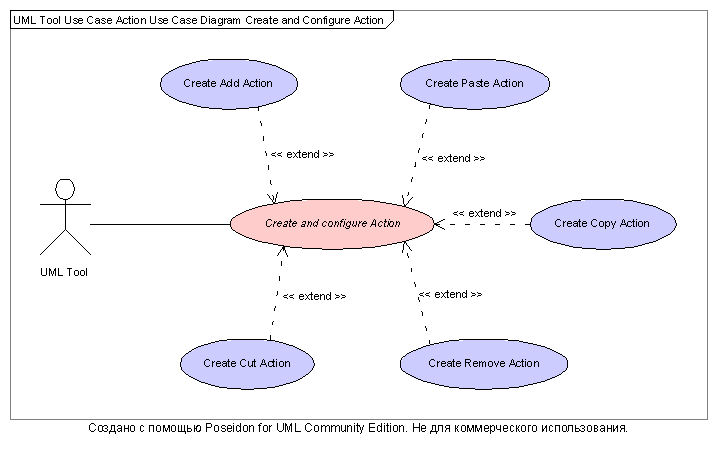 UML Tool Use Case Action Use Case Diagram Create and Configure Action
Create Add Action
Create Paste Action
<< extend >>
<< extend >>
Create and configure Action
<< extend >>
Create Copy Action
UML Tool
<< extend >>
<< extend >>
Create Cut Action
Create Remove Action
Создано с помощью Poseidon for UML Community Edition. Не для коммерческого использования.